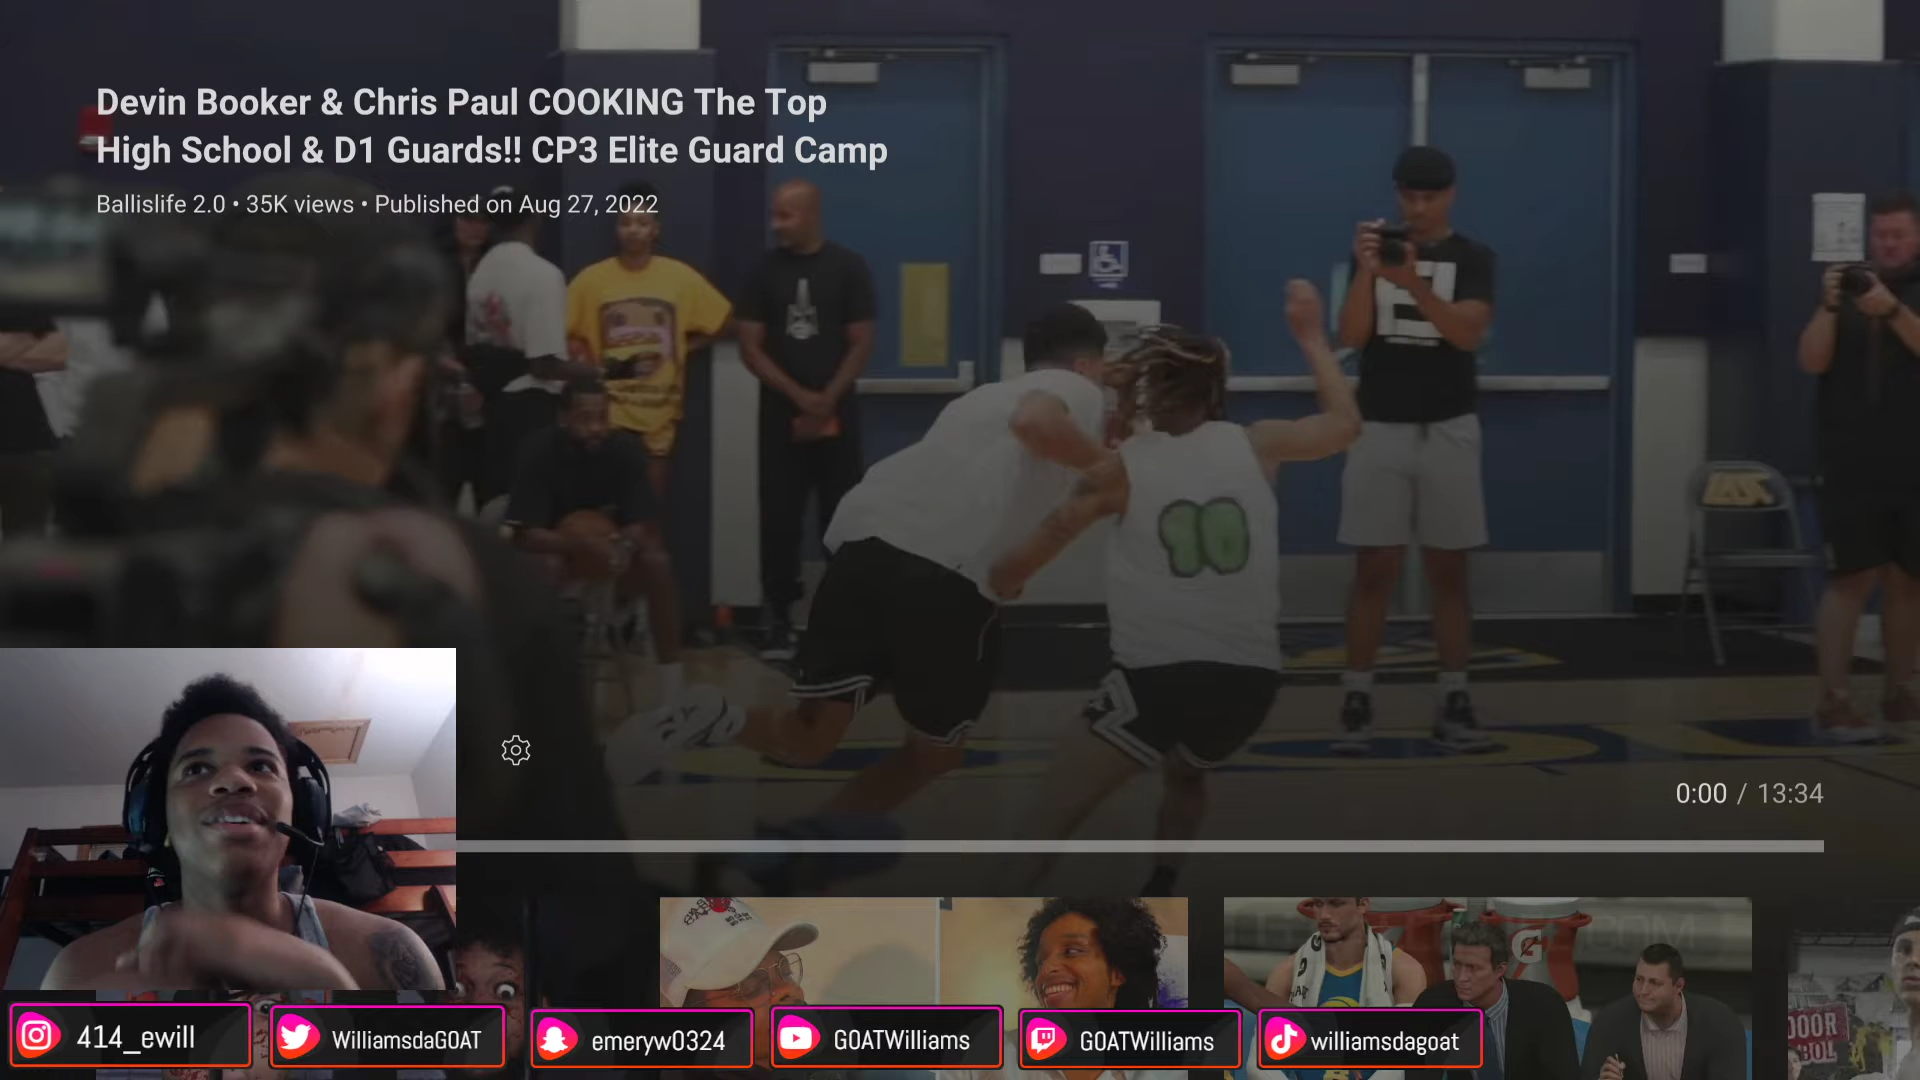 Devin Booker & Chris Paul COOKING The Top
High School & D1 Guards!! CP3 Elite Guard Camp
Ballislife 2.0 • 35K views • Published on Aug 27, 2022
0:00 / 13:34
414_ewill
WilliamsdaGOAT
emeryw0324
GOATWilliams
GOATWilliams
williamsdagoat